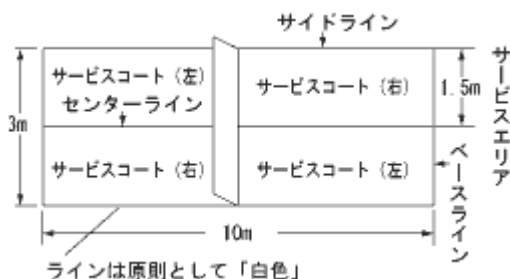 サイドライン
サービスコート（左）
センターライン
サービスコート（右）
1.5m
サービスエリア
3m
サービスコート（右）
サービスコート（左）
ベースライン
10m
ラインは原則として「白色」